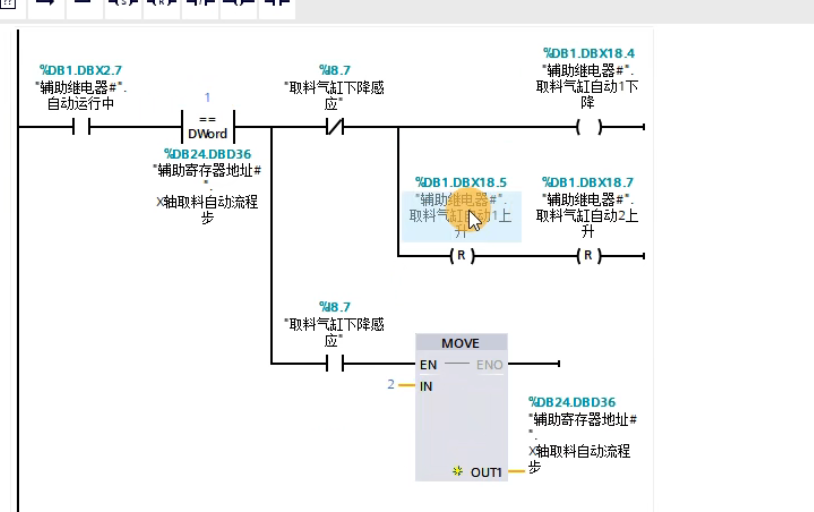 %DB1.DBX2.7
"辅助继电器#".
自动运行中
1
==
DWord
%DB24.DBD36
"辅助寄存器地址#
".
X轴取料自动流程
步
%I8.7
"取料气缸下降感
应"
%DB1.DBX18.4
"辅助继电器#".
取料气缸自动1下
降
%DB1.DBX18.5
"辅助继电器#".
取料气缸自动1上
升
R
%DB1.DBX18.7
"辅助继电器#".
取料气缸自动2上
升
R
%I8.7
"取料气缸下降感
应"
MOVE
EN ENO
2 IN
OUT1
%DB24.DBD36
"辅助寄存器地址#
".
X轴取料自动流程
步